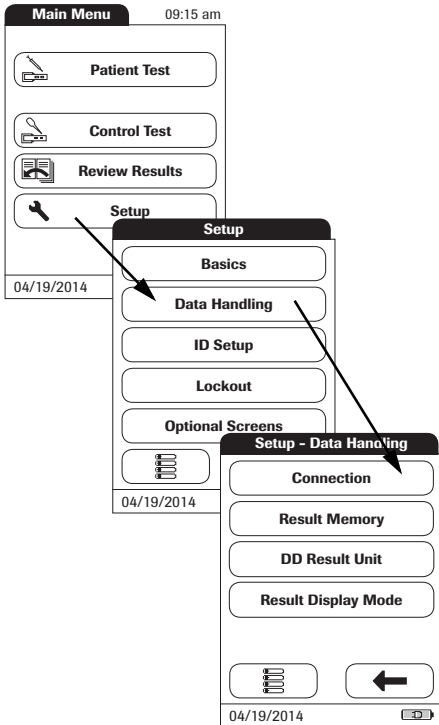 Main Menu
09:15 am
Patient Test
Control Test
Review Results
Setup
04/19/2014
Setup
Basics
Data Handling
ID Setup
Lockout
Optional Screens
04/19/2014
Setup - Data Handling
Connection
Result Memory
DD Result Unit
Result Display Mode
04/19/2014